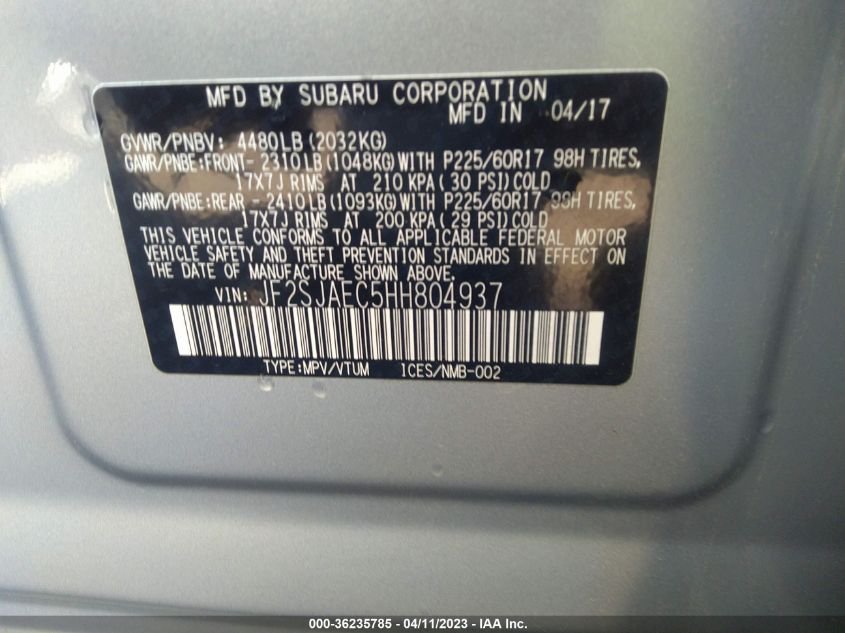 MFD BY SUBARU CORPORATION
MFD IN 04/17
GVWR/PNBV: 4480LB (2032KG)
GAWR/PNBE:FRONT- 2310LB (1048KG) WITH P225/60R17 98H TIRES,
17X7J RIMS AT 210 KPA ( 30 PSI) COLD
GAWR/PNBE:REAR - 2410LB (1093KG) WITH P225/60R17 98H TIRES,
17X7J RIMS AT 200 KPA (29 PSI) COLD
THIS VEHICLE CONFORMS TO ALL APPLICABLE FEDERAL MOTOR
VEHICLE SAFETY AND THEFT PREVENTION STANDARDS IN EFFECT ON
THE DATE OF MANUFACTURE SHOWN ABOVE.
VIN: JF2SJAEC5HH804937
TYPE:MPV/VTUM ICES/NMB-002
000-36235785 - 04/11/2023 - IAA Inc.